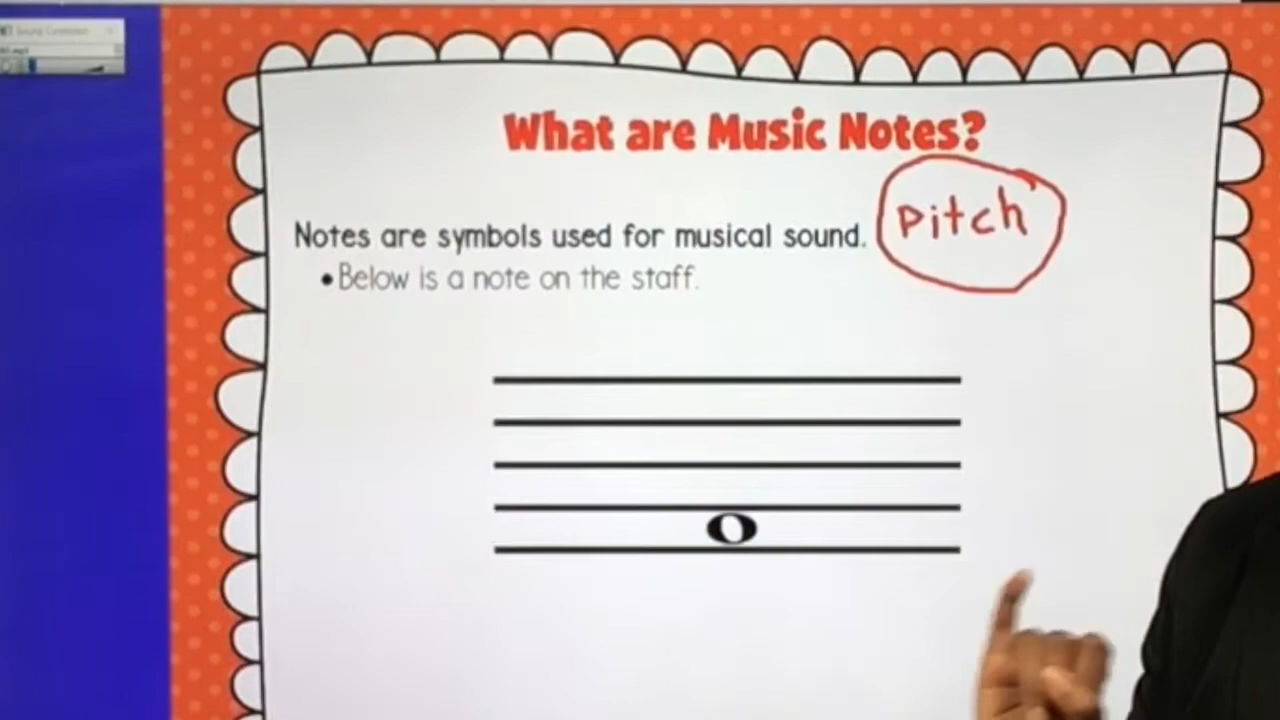 What are Music Notes?
Pitch
Notes are symbols used for musical sound.
• Below is a note on the staff.